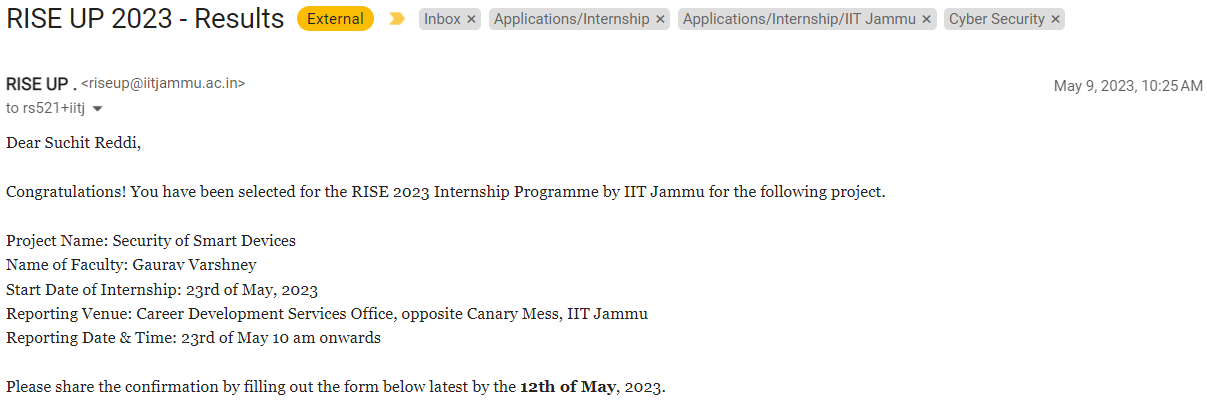 RISE UP 2023 - Results External Inbox × Applications/Internship × Applications/Internship/IIT Jammu × Cyber Security ×
RISE UP . <riseup@iitjammu.ac.in> May 9, 2023, 10:25 AM
to rs521+iitj
Dear Suchit Reddi,
Congratulations! You have been selected for the RISE 2023 Internship Programme by IIT Jammu for the following project.
Project Name: Security of Smart Devices
Name of Faculty: Gaurav Varshney
Start Date of Internship: 23rd of May, 2023
Reporting Venue: Career Development Services Office, opposite Canary Mess, IIT Jammu
Reporting Date & Time: 23rd of May 10 am onwards
Please share the confirmation by filling out the form below latest by the 12th of May, 2023.